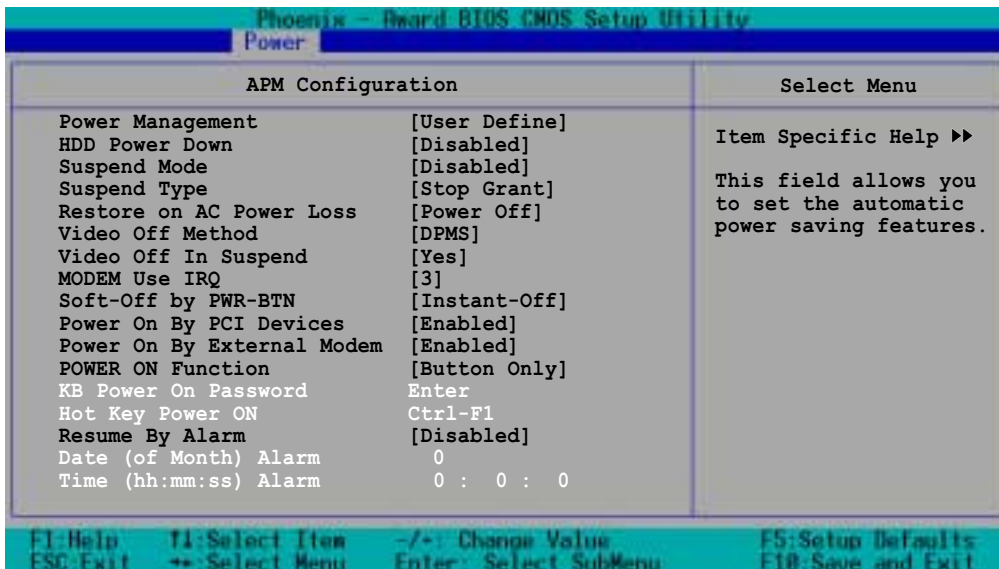 Phoenix - Award BIOS CMOS Setup Utility
Power
APM Configuration
Select Menu
Power Management [User Define]
HDD Power Down [Disabled]
Suspend Mode [Disabled]
Suspend Type [Stop Grant]
Restore on AC Power Loss [Power Off]
Video Off Method [DPMS]
Video Off In Suspend [Yes]
MODEM Use IRQ [3]
Soft-Off by PWR-BTN [Instant-Off]
Power On By PCI Devices [Enabled]
Power On By External Modem [Enabled]
POWER ON Function [Button Only]
KB Power On Password Enter
Hot Key Power ON Ctrl-F1
Resume By Alarm [Disabled]
Date (of Month) Alarm 0
Time (hh:mm:ss) Alarm 0 : 0 : 0
Item Specific Help ▶▶
This field allows you
to set the automatic
power saving features.
F1:Help ↑↓:Select Item -/+: Change Value F5:Setup Defaults
ESC:Exit ←→:Select Menu Enter: Select SubMenu F10:Save and Exit